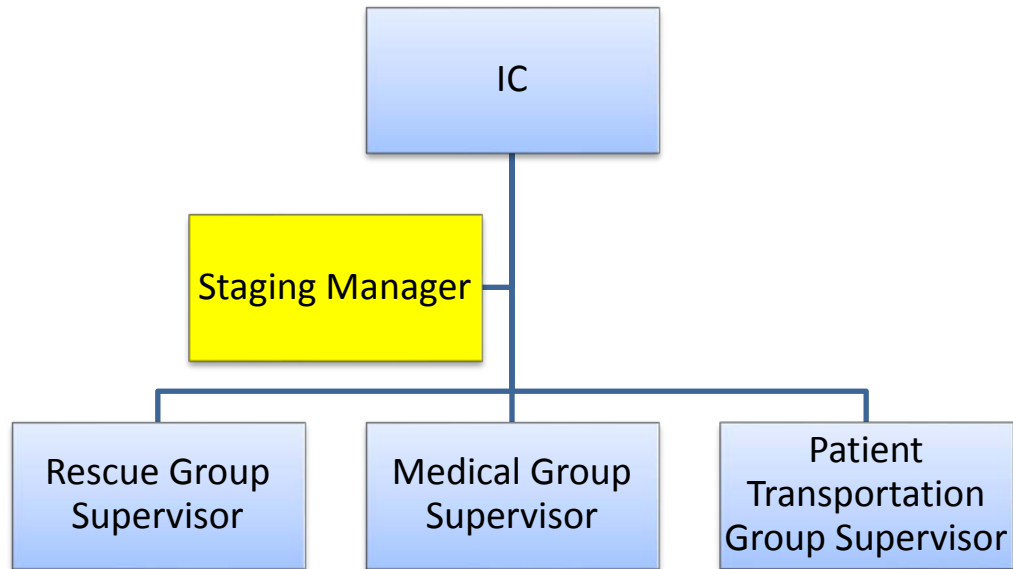 IC
Staging Manager
Rescue Group
Supervisor
Medical Group
Supervisor
Patient
Transportation
Group Supervisor